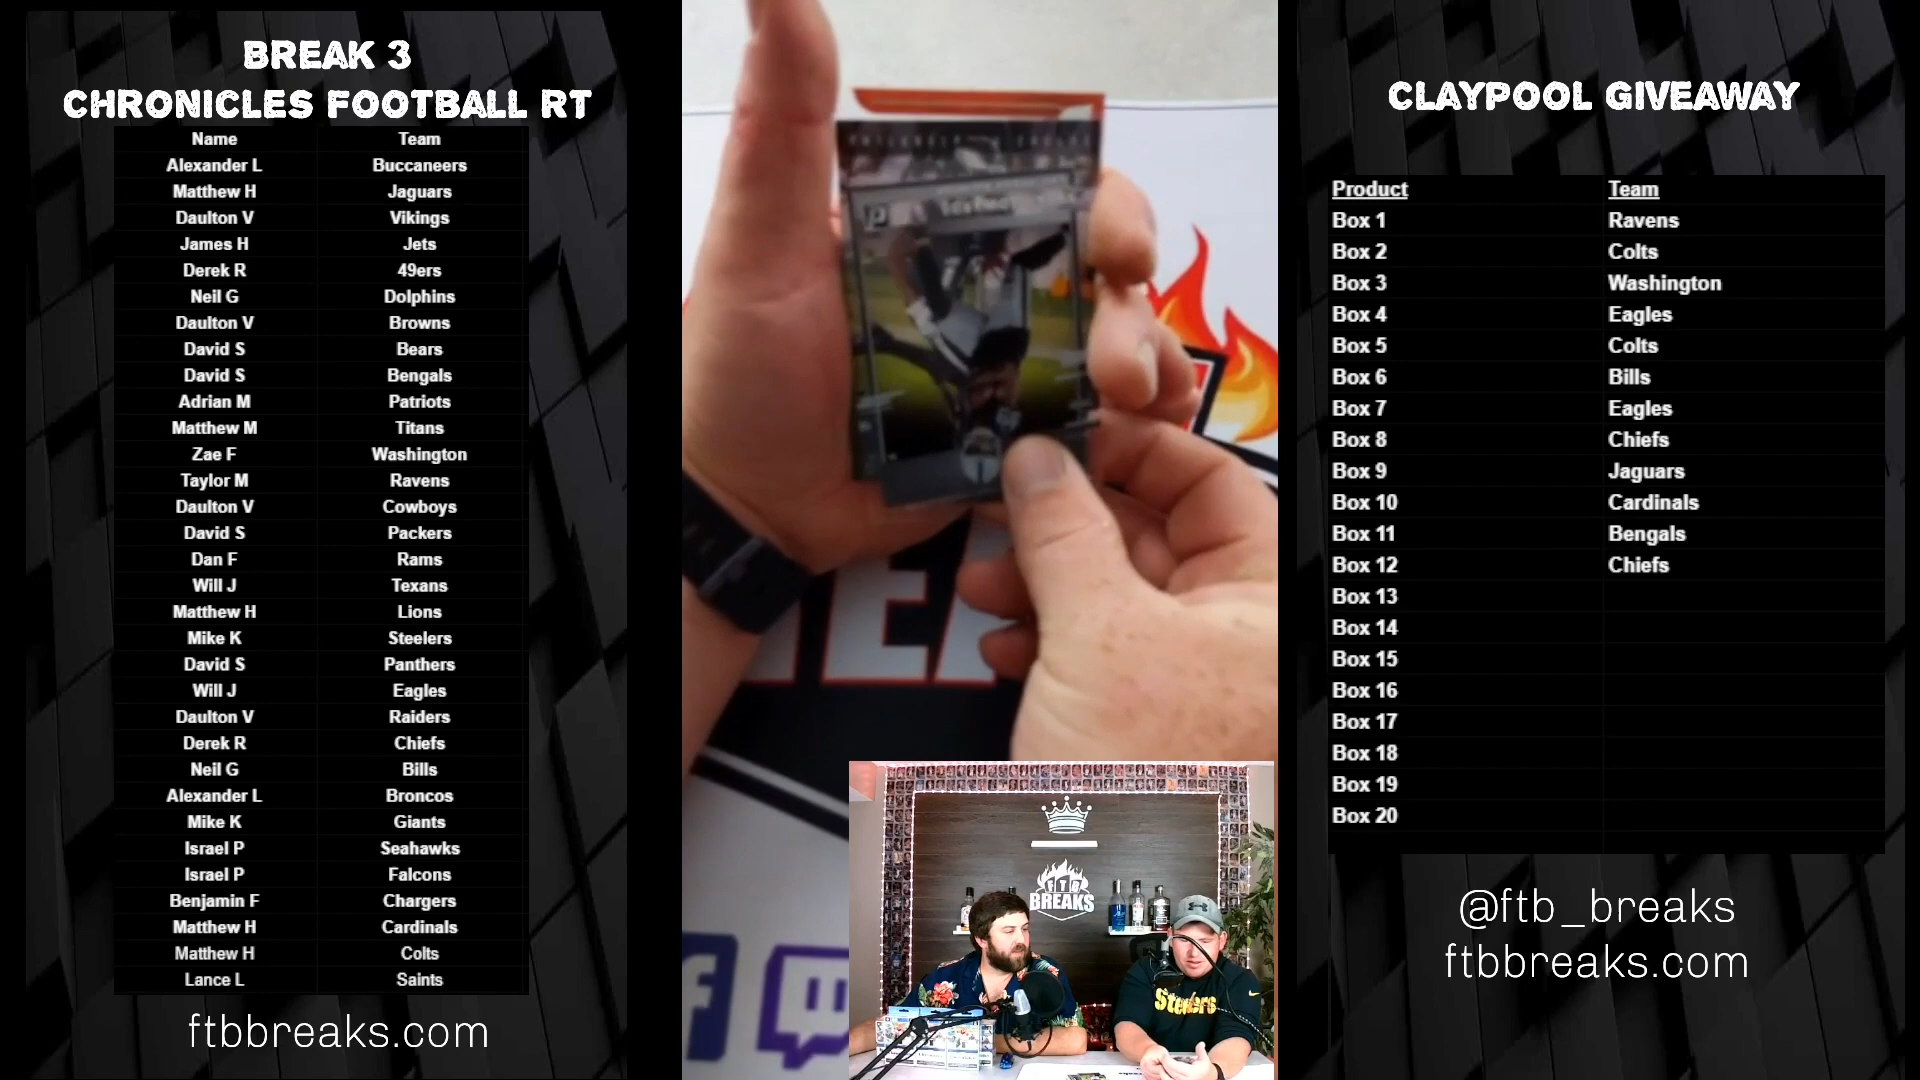 BREAK 3
CHRONICLES FOOTBALL RT
Name Team
Alexander L Buccaneers
Matthew H Jaguars
Daulton V Vikings
James H Jets
Derek R 49ers
Neil G Dolphins
Daulton V Browns
David S Bears
David S Bengals
Adrian M Patriots
Matthew M Titans
Zae F Washington
Taylor M Ravens
Daulton V Cowboys
David S Packers
Dan F Rams
Will J Texans
Matthew H Lions
Mike K Steelers
David S Panthers
Will J Eagles
Daulton V Raiders
Derek R Chiefs
Neil G Bills
Alexander L Broncos
Mike K Giants
Israel P Seahawks
Israel P Falcons
Benjamin F Chargers
Matthew H Cardinals
Matthew H Colts
Lance L Saints
ftbbreaks.com
FTB
BREAKS
Steelers
CLAYPOOL GIVEAWAY
Product Team
Box 1 Ravens
Box 2 Colts
Box 3 Washington
Box 4 Eagles
Box 5 Colts
Box 6 Bills
Box 7 Eagles
Box 8 Chiefs
Box 9 Jaguars
Box 10 Cardinals
Box 11 Bengals
Box 12 Chiefs
Box 13
Box 14
Box 15
Box 16
Box 17
Box 18
Box 19
Box 20
@ftb_breaks
ftbbreaks.com